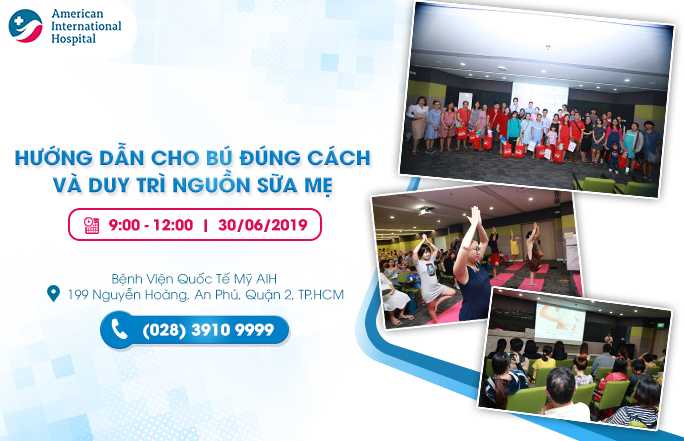 American
International
Hospital
HƯỚNG DẪN CHO BÚ ĐÚNG CÁCH
VÀ DUY TRÌ NGUỒN SỮA MẸ
9:00 - 12:00 | 30/06/2019
Bệnh Viện Quốc Tế Mỹ AIH
199 Nguyễn Hoàng, An Phú, Quận 2, TP.HCM
(028) 3910 9999